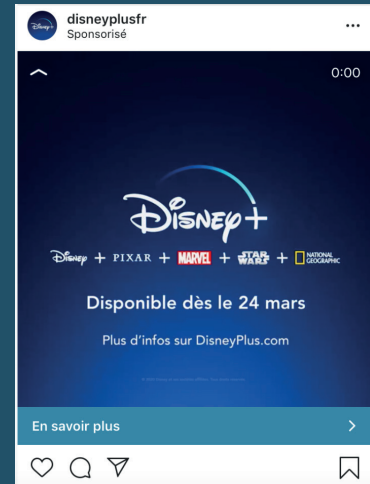 disneyplusfr
Sponsorisé
0:00
Disney+
Disney + PIXAR + MARVEL + STAR WARS + NATIONAL GEOGRAPHIC
Disponible dès le 24 mars
Plus d'infos sur DisneyPlus.com
En savoir plus